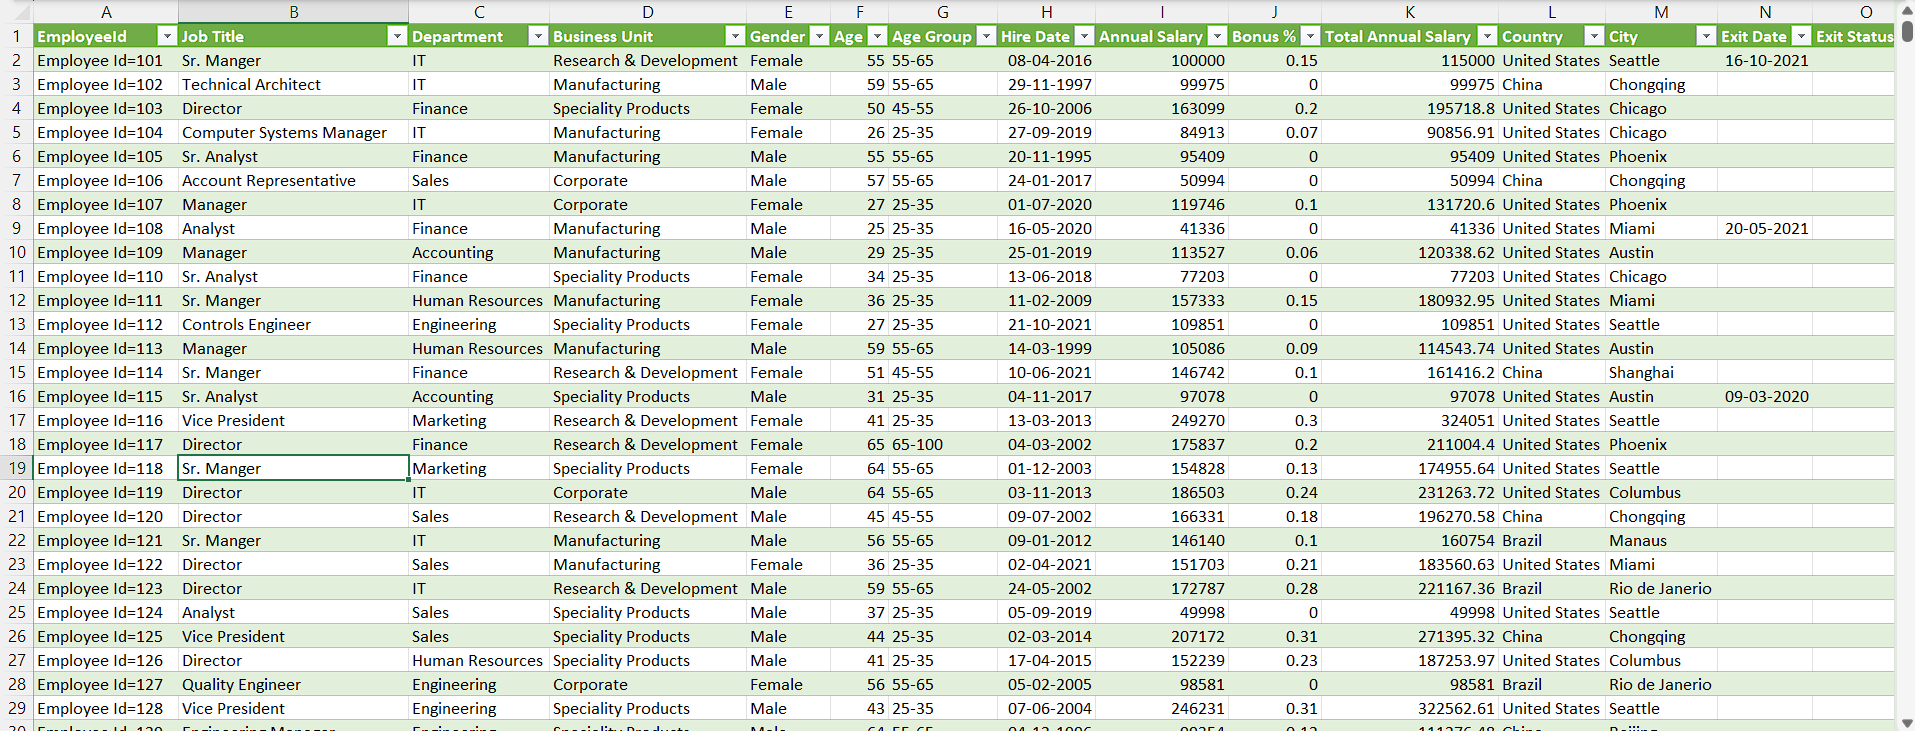 A B C D E F G H I J K L M N O
1 EmployeeId Job Title Department Business Unit Gender Age Age Group Hire Date Annual Salary Bonus % Total Annual Salary Country City Exit Date Exit Status
2 Employee Id=101 Sr. Manger IT Research & Development Female 55 55-65 08-04-2016 100000 0.15 115000 United States Seattle 16-10-2021
3 Employee Id=102 Technical Architect IT Manufacturing Male 59 55-65 29-11-1997 99975 0 99975 China Chongqing
4 Employee Id=103 Director Finance Speciality Products Female 50 45-55 26-10-2006 163099 0.2 195718.8 United States Chicago
5 Employee Id=104 Computer Systems Manager IT Manufacturing Female 26 25-35 27-09-2019 84913 0.07 90856.91 United States Chicago
6 Employee Id=105 Sr. Analyst Finance Manufacturing Male 55 55-65 20-11-1995 95409 0 95409 United States Phoenix
7 Employee Id=106 Account Representative Sales Corporate Male 57 55-65 24-01-2017 50994 0 50994 China Chongqing
8 Employee Id=107 Manager IT Corporate Female 27 25-35 01-07-2020 119746 0.1 131720.6 United States Phoenix
9 Employee Id=108 Analyst Finance Manufacturing Male 25 25-35 16-05-2020 41336 0 41336 United States Miami 20-05-2021
10 Employee Id=109 Manager Accounting Manufacturing Male 29 25-35 25-01-2019 113527 0.06 120338.62 United States Austin
11 Employee Id=110 Sr. Analyst Finance Speciality Products Female 34 25-35 13-06-2018 77203 0 77203 United States Chicago
12 Employee Id=111 Sr. Manger Human Resources Manufacturing Female 36 25-35 11-02-2009 157333 0.15 180932.95 United States Miami
13 Employee Id=112 Controls Engineer Engineering Speciality Products Female 27 25-35 21-10-2021 109851 0 109851 United States Seattle
14 Employee Id=113 Manager Human Resources Manufacturing Male 59 55-65 14-03-1999 105086 0.09 114543.74 United States Austin
15 Employee Id=114 Sr. Manger Finance Research & Development Female 51 45-55 10-06-2021 146742 0.1 161416.2 China Shanghai
16 Employee Id=115 Sr. Analyst Accounting Speciality Products Male 31 25-35 04-11-2017 97078 0 97078 United States Austin 09-03-2020
17 Employee Id=116 Vice President Marketing Research & Development Female 41 25-35 13-03-2013 249270 0.3 324051 United States Seattle
18 Employee Id=117 Director Finance Research & Development Female 65 65-100 04-03-2002 175837 0.2 211004.4 United States Phoenix
19 Employee Id=118 Sr. Manger Marketing Speciality Products Female 64 55-65 01-12-2003 154828 0.13 174955.64 United States Seattle
20 Employee Id=119 Director IT Corporate Male 64 55-65 03-11-2013 186503 0.24 231263.72 United States Columbus
21 Employee Id=120 Director Sales Research & Development Male 45 45-55 09-07-2002 166331 0.18 196270.58 China Chongqing
22 Employee Id=121 Sr. Manger IT Manufacturing Male 56 55-65 09-01-2012 146140 0.1 160754 Brazil Manaus
23 Employee Id=122 Director Sales Manufacturing Female 36 25-35 02-04-2021 151703 0.21 183560.63 United States Miami
24 Employee Id=123 Director IT Research & Development Male 59 55-65 24-05-2002 172787 0.28 221167.36 Brazil Rio de Janerio
25 Employee Id=124 Analyst Sales Speciality Products Male 37 25-35 05-09-2019 49998 0 49998 United States Seattle
26 Employee Id=125 Vice President Sales Speciality Products Male 44 25-35 02-03-2014 207172 0.31 271395.32 China Chongqing
27 Employee Id=126 Director Human Resources Speciality Products Male 41 25-35 17-04-2015 152239 0.23 187253.97 United States Columbus
28 Employee Id=127 Quality Engineer Engineering Corporate Female 56 55-65 05-02-2005 98581 0 98581 Brazil Rio de Janerio
29 Employee Id=128 Vice President Engineering Speciality Products Male 43 25-35 07-06-2004 246231 0.31 322562.61 United States Seattle